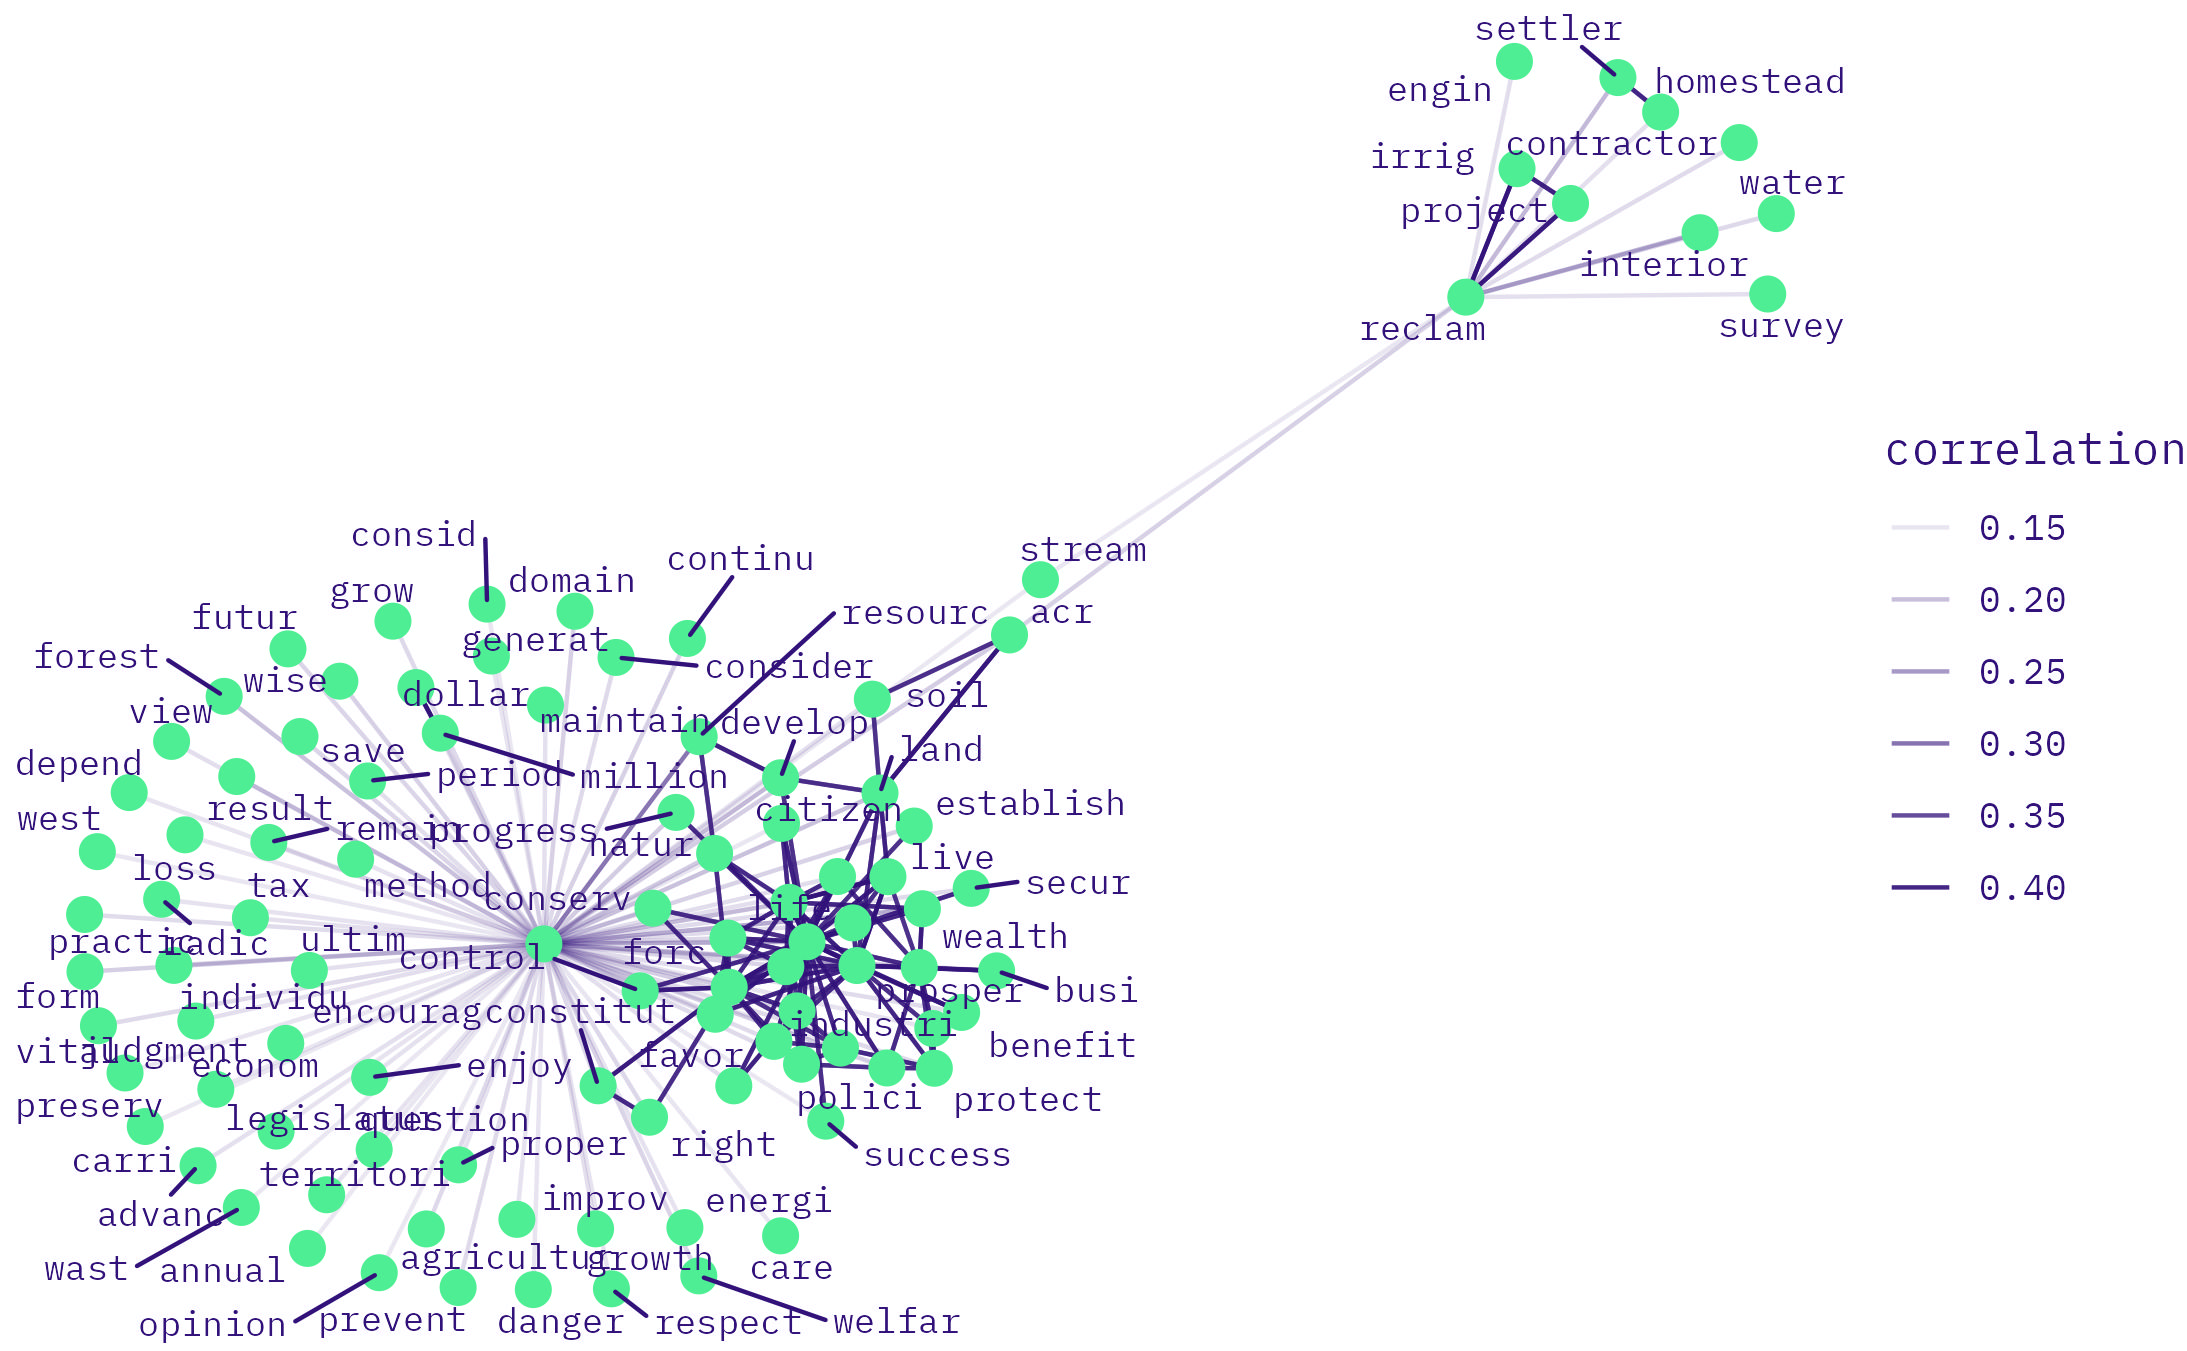 settler
engin
homestead
irrig
contractor
water
project
interior
reclam
survey
correlation
0.15
0.20
0.25
0.30
0.35
0.40
consid
continu
stream
domain
grow
resourc
acr
futur
generat
forest
consider
wise
dollar
soil
view
maintain
develop
save
land
depend
period
million
result
citizen
establish
west
remain
progress
natur
live
loss
tax
method
conserv
secur
life
practic
radic
ultim
control
forc
wealth
form
individu
prosper
busi
encourag
constitut
industri
vital
judgment
econom
enjoy
favor
benefit
preserv
legislatur
question
polici
protect
carri
territori
proper
right
success
advanc
improv
energi
wast
annual
agricultur
growth
care
opinion
prevent
danger
respect
welfar